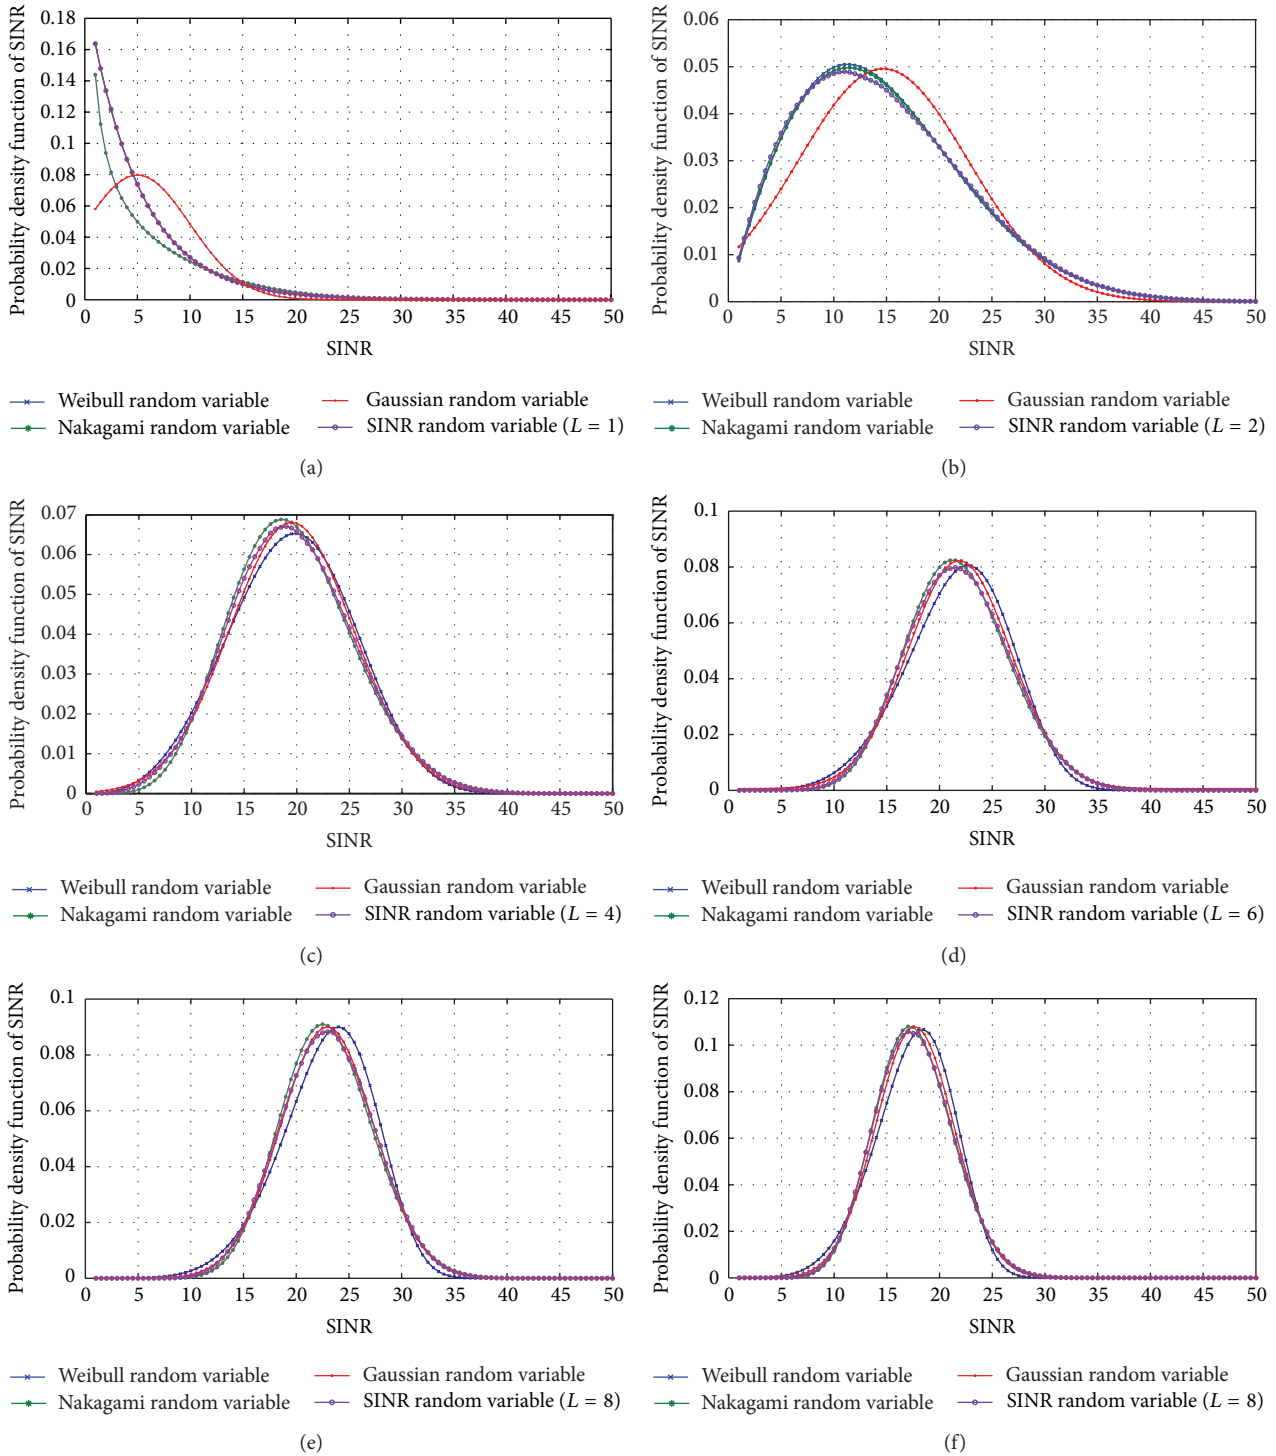 Probability density function of SINR
0.18
0.16
0.14
0.12
0.10
0.08
0.06
0.04
0.02
0
0 5 10 15 20 25 30 35 40 45 50
SINR
Weibull random variable
Nakagami random variable
Gaussian random variable
SINR random variable (L = 1)
(a)
Probability density function of SINR
0.06
0.05
0.04
0.03
0.02
0.01
0
0 5 10 15 20 25 30 35 40 45 50
SINR
Weibull random variable
Nakagami random variable
Gaussian random variable
SINR random variable (L = 2)
(b)
Probability density function of SINR
0.07
0.06
0.05
0.04
0.03
0.02
0.01
0
0 5 10 15 20 25 30 35 40 45 50
SINR
Weibull random variable
Nakagami random variable
Gaussian random variable
SINR random variable (L = 4)
(c)
Probability density function of SINR
0.1
0.08
0.06
0.04
0.02
0
0 5 10 15 20 25 30 35 40 45 50
SINR
Weibull random variable
Nakagami random variable
Gaussian random variable
SINR random variable (L = 6)
(d)
Probability density function of SINR
0.1
0.08
0.06
0.04
0.02
0
0 5 10 15 20 25 30 35 40 45 50
SINR
Weibull random variable
Nakagami random variable
Gaussian random variable
SINR random variable (L = 8)
(e)
Probability density function of SINR
0.12
0.1
0.08
0.06
0.04
0.02
0
0 5 10 15 20 25 30 35 40 45 50
SINR
Weibull random variable
Nakagami random variable
Gaussian random variable
SINR random variable (L = 8)
(f)